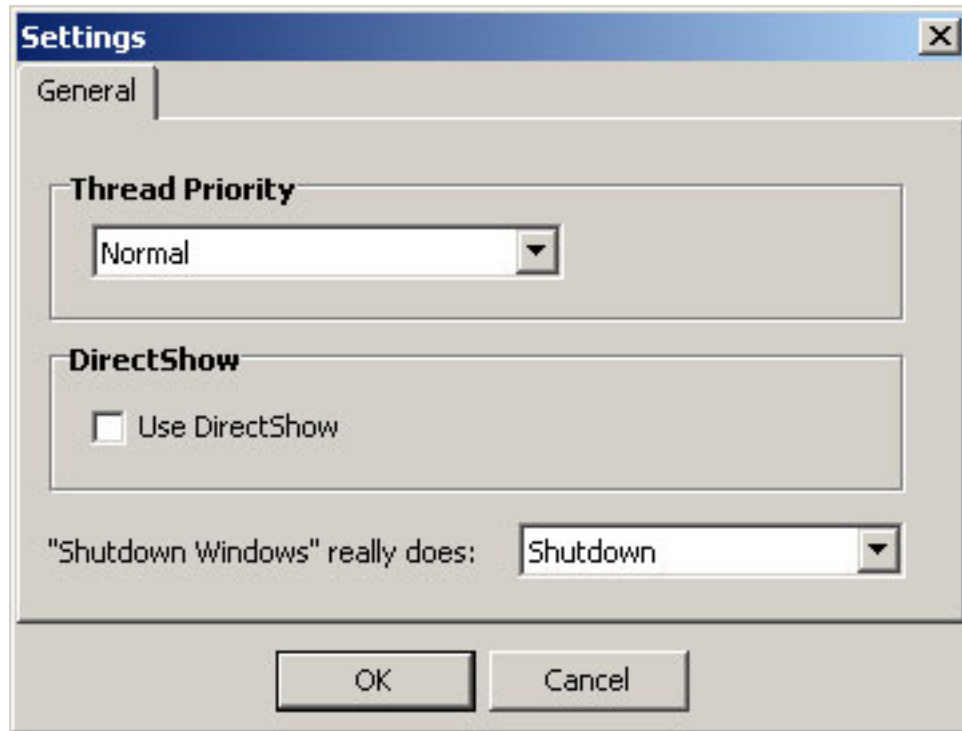 Settings
General
Thread Priority
Normal
DirectShow
Use DirectShow
"Shutdown Windows" really does: Shutdown
OK Cancel